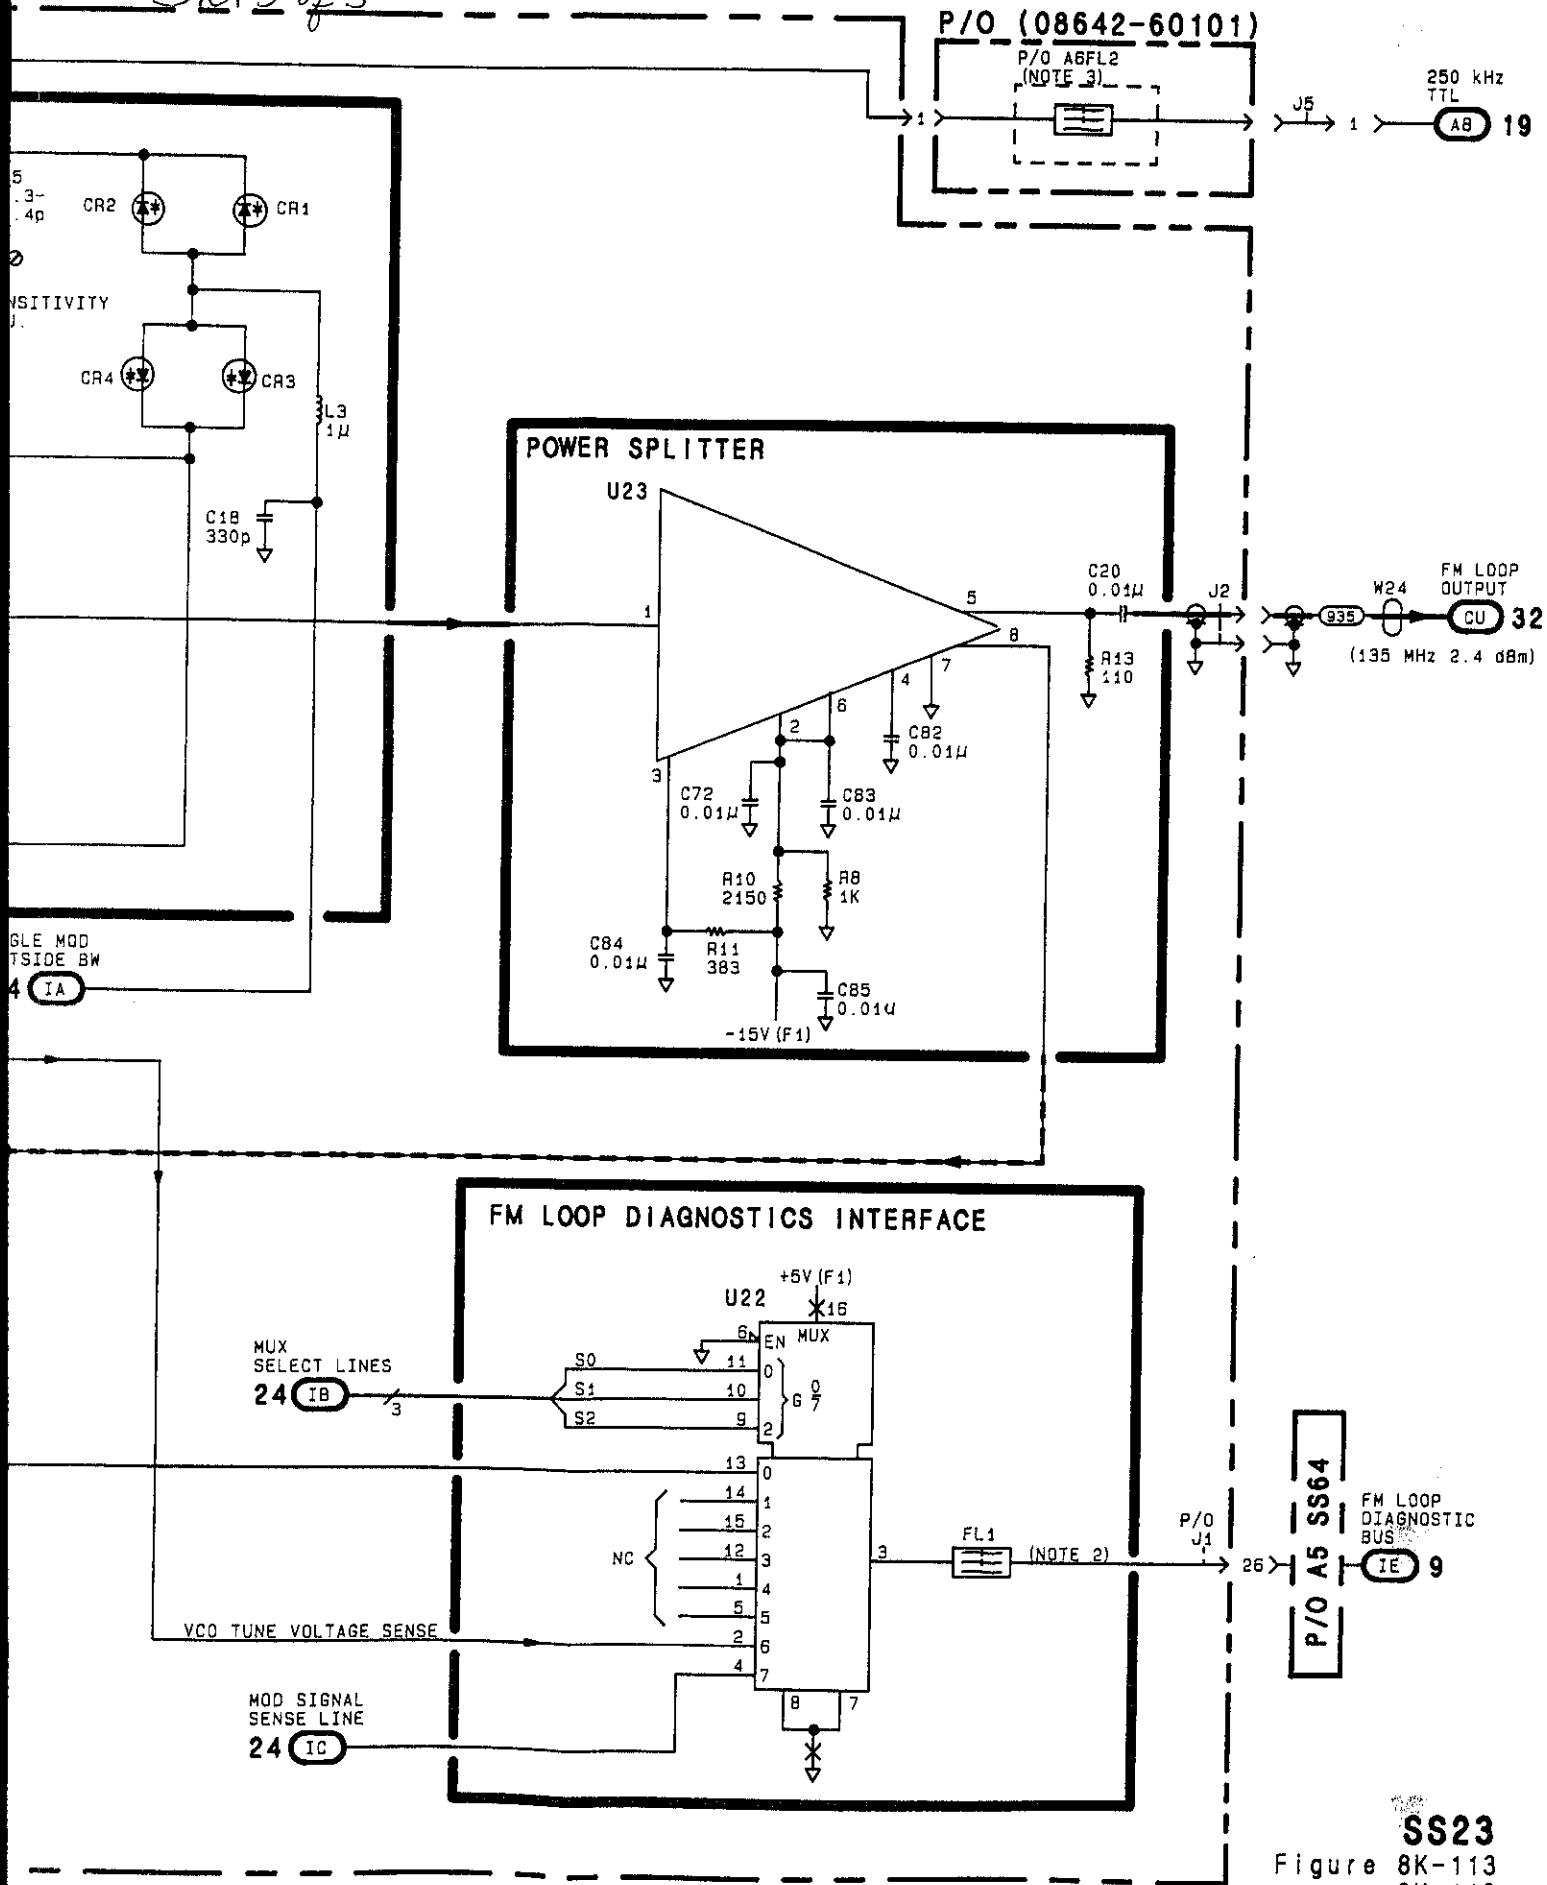 P/O (08642-60101)
P/O A6FL2
(NOTE 3)
1
J5
1
250 kHz
TTL
AB 19
5
.3-
.4p
CR2
CR1
NSITIVITY
J.
CR4
CR3
L3
1µ
C18
330p
POWER SPLITTER
U23
1
5
8
7
4
6
2
3
C20
0.01µ
J2
935
W24
FM LOOP
OUTPUT
CU 32
(135 MHz 2.4 dBm)
R13
110
C82
0.01µ
C72
0.01µ
C83
0.01µ
R10
2150
R8
1K
C84
0.01µ
R11
383
C85
0.01µ
-15V(F1)
GLE MOD
TSIDE BW
4 IA
FM LOOP DIAGNOSTICS INTERFACE
+5V(F1)
U22
16
MUX
6
EN
MUX
SELECT LINES
24 IB
3
S0 11 0
S1 10
S2 9 2
G 0/7
13 0
14 1
15 2
12 3
1 4
5 5
2 6
4 7
NC
3
FL1
(NOTE 2)
P/O
J1
26
P/O A5 SS64
FM LOOP
DIAGNOSTIC
BUS
IE 9
VCO TUNE VOLTAGE SENSE
8
7
MOD SIGNAL
SENSE LINE
24 IC
SS23
Figure 8K-113